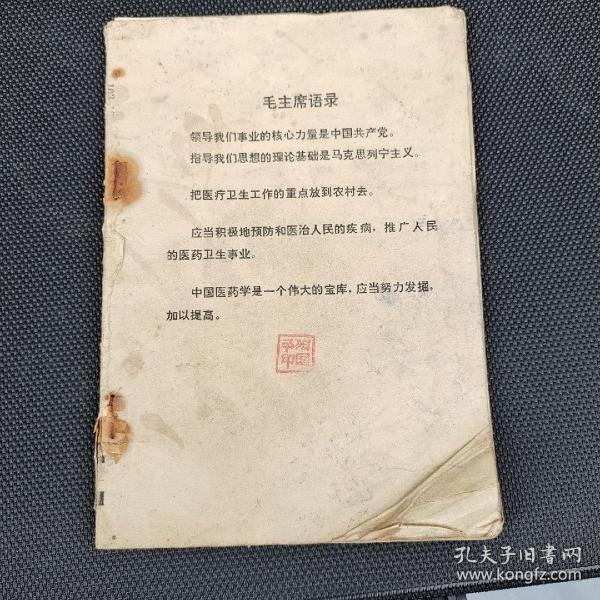 毛主席语录
领导我们事业的核心力量是中国共产党。
指导我们思想的理论基础是马克思列宁主义。
把医疗卫生工作的重点放到农村去。
应当积极地预防和医治人民的疾病，推广人民
的医药卫生事业。
中国医药学是一个伟大的宝库，应当努力发掘，
加以提高。
孔夫子旧書网
www.kongfz.com